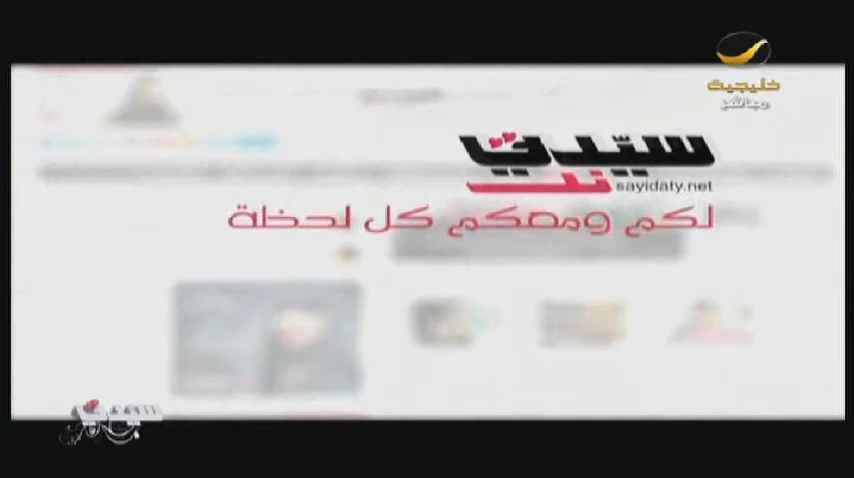 خليجية
مباشر
سيدتي
نت sayidaty.net
لكم ومعكم كل لحظة